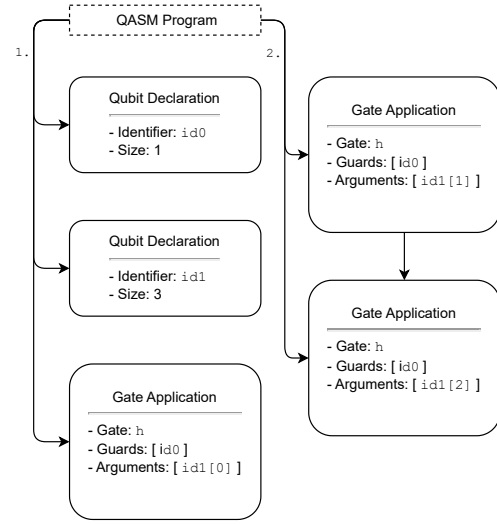 QASM Program
1.
2.
Qubit Declaration
- Identifier: id0
- Size: 1
Qubit Declaration
- Identifier: id1
- Size: 3
Gate Application
- Gate: h
- Guards: [ id0 ]
- Arguments: [ id1[0] ]
Gate Application
- Gate: h
- Guards: [ id0 ]
- Arguments: [ id1[1] ]
Gate Application
- Gate: h
- Guards: [ id0 ]
- Arguments: [ id1[2] ]